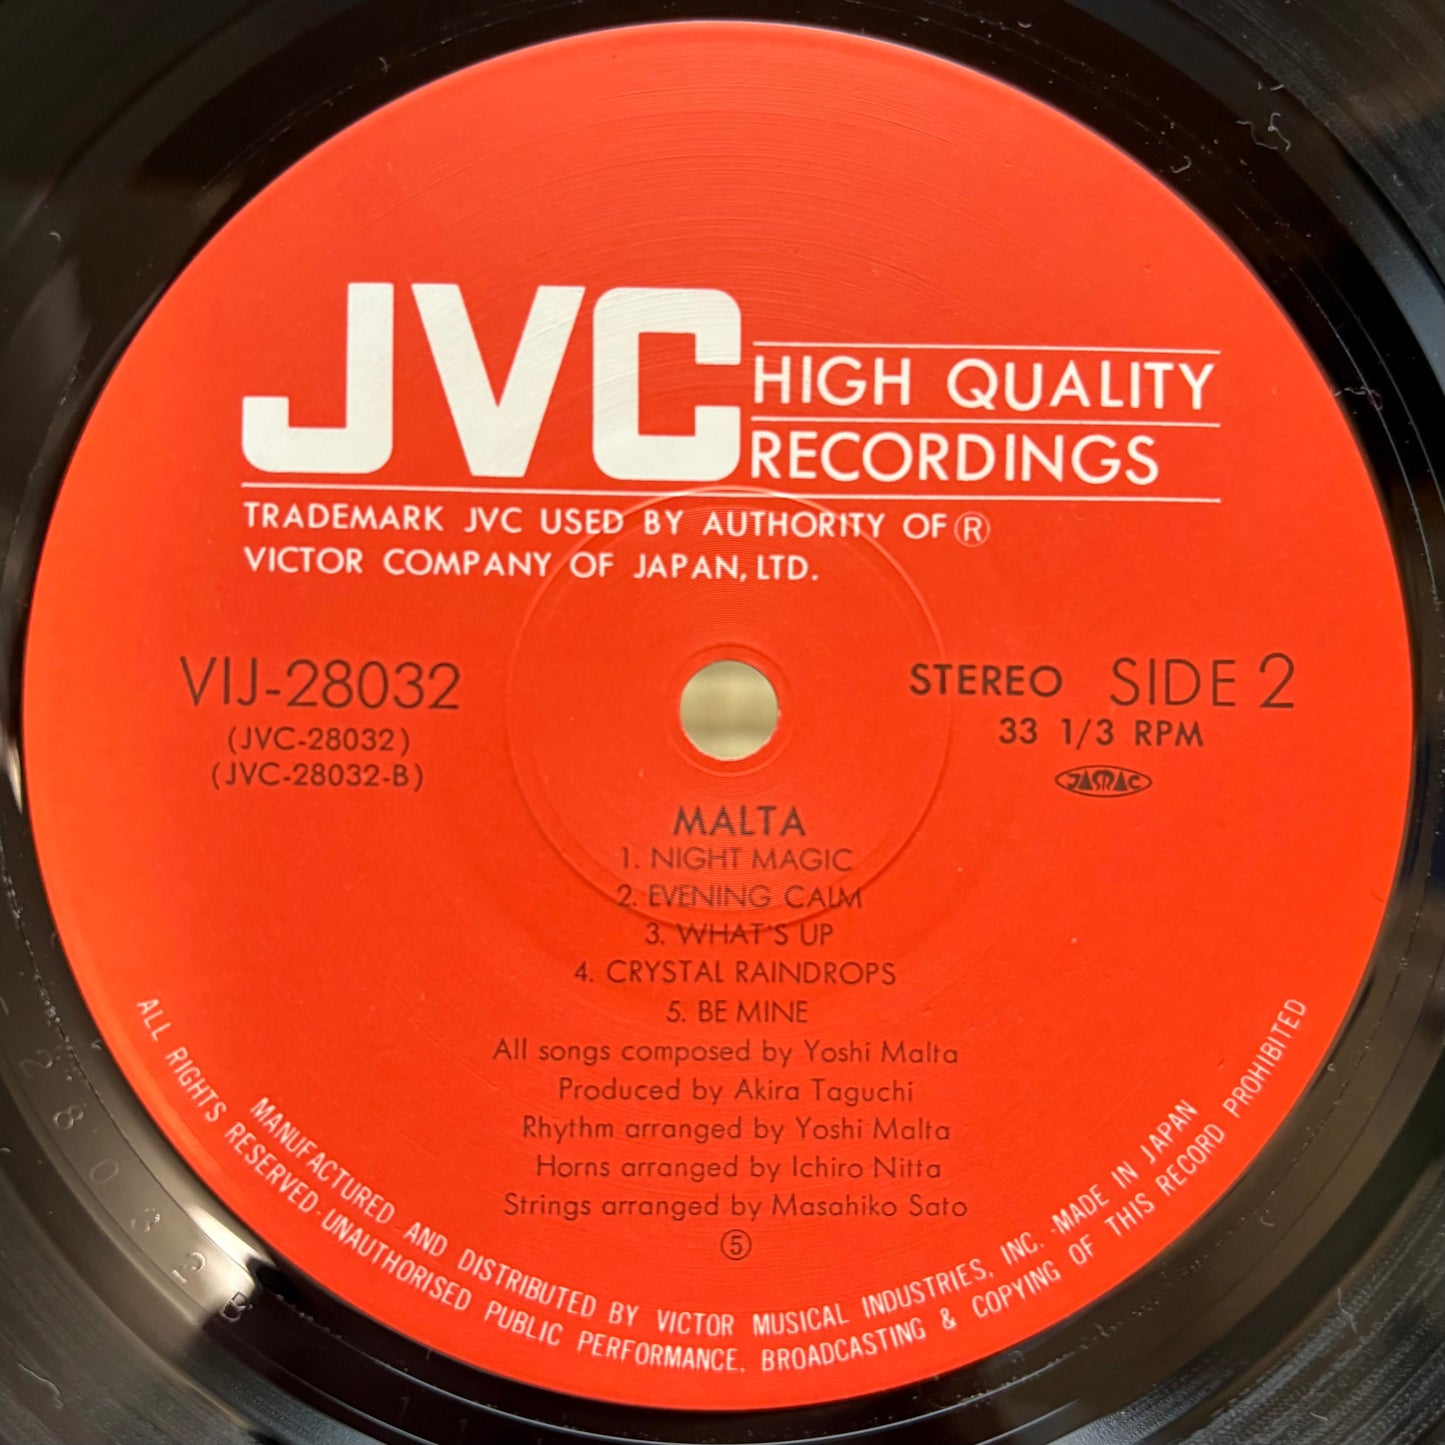 JVC HIGH QUALITY
RECORDINGS
TRADEMARK JVC USED BY AUTHORITY OF Ⓡ
VICTOR COMPANY OF JAPAN, LTD.
VIJ-28032
(JVC-28032)
(JVC-28032-B)
STEREO SIDE 2
33 1/3 RPM
JASRAC
MALTA
1. NIGHT MAGIC
2. EVENING CALM
3. WHAT'S UP
4. CRYSTAL RAINDROPS
5. BE MINE
All songs composed by Yoshi Malta
Produced by Akira Taguchi
Rhythm arranged by Yoshi Malta
Horns arranged by Ichiro Nitta
Strings arranged by Masahiko Sato
⑤
MANUFACTURED AND DISTRIBUTED BY VICTOR MUSICAL INDUSTRIES, INC. -MADE IN JAPAN
ALL RIGHTS RESERVED-UNAUTHORISED PUBLIC PERFORMANCE. BROADCASTING & COPYING OF THIS RECORD PROHIBITED